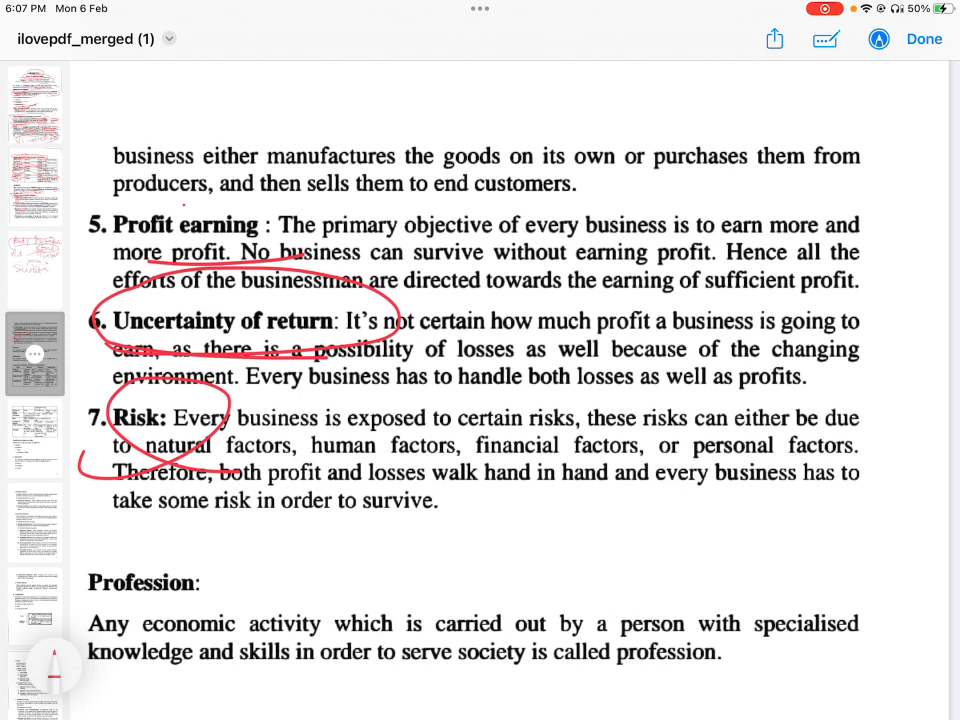 6:07 PM Mon 6 Feb
50%
ilovepdf_merged (1)
Done
business either manufactures the goods on its own or purchases them from
producers, and then sells them to end customers.
5. Profit earning : The primary objective of every business is to earn more and
more profit. No business can survive without earning profit. Hence all the
efforts of the businessman are directed towards the earning of sufficient profit.
6. Uncertainty of return: It's not certain how much profit a business is going to
earn, as there is a possibility of losses as well because of the changing
environment. Every business has to handle both losses as well as profits.
7. Risk: Every business is exposed to certain risks, these risks can either be due
to natural factors, human factors, financial factors, or personal factors.
Therefore, both profit and losses walk hand in hand and every business has to
take some risk in order to survive.
Profession:
Any economic activity which is carried out by a person with specialised
knowledge and skills in order to serve society is called profession.